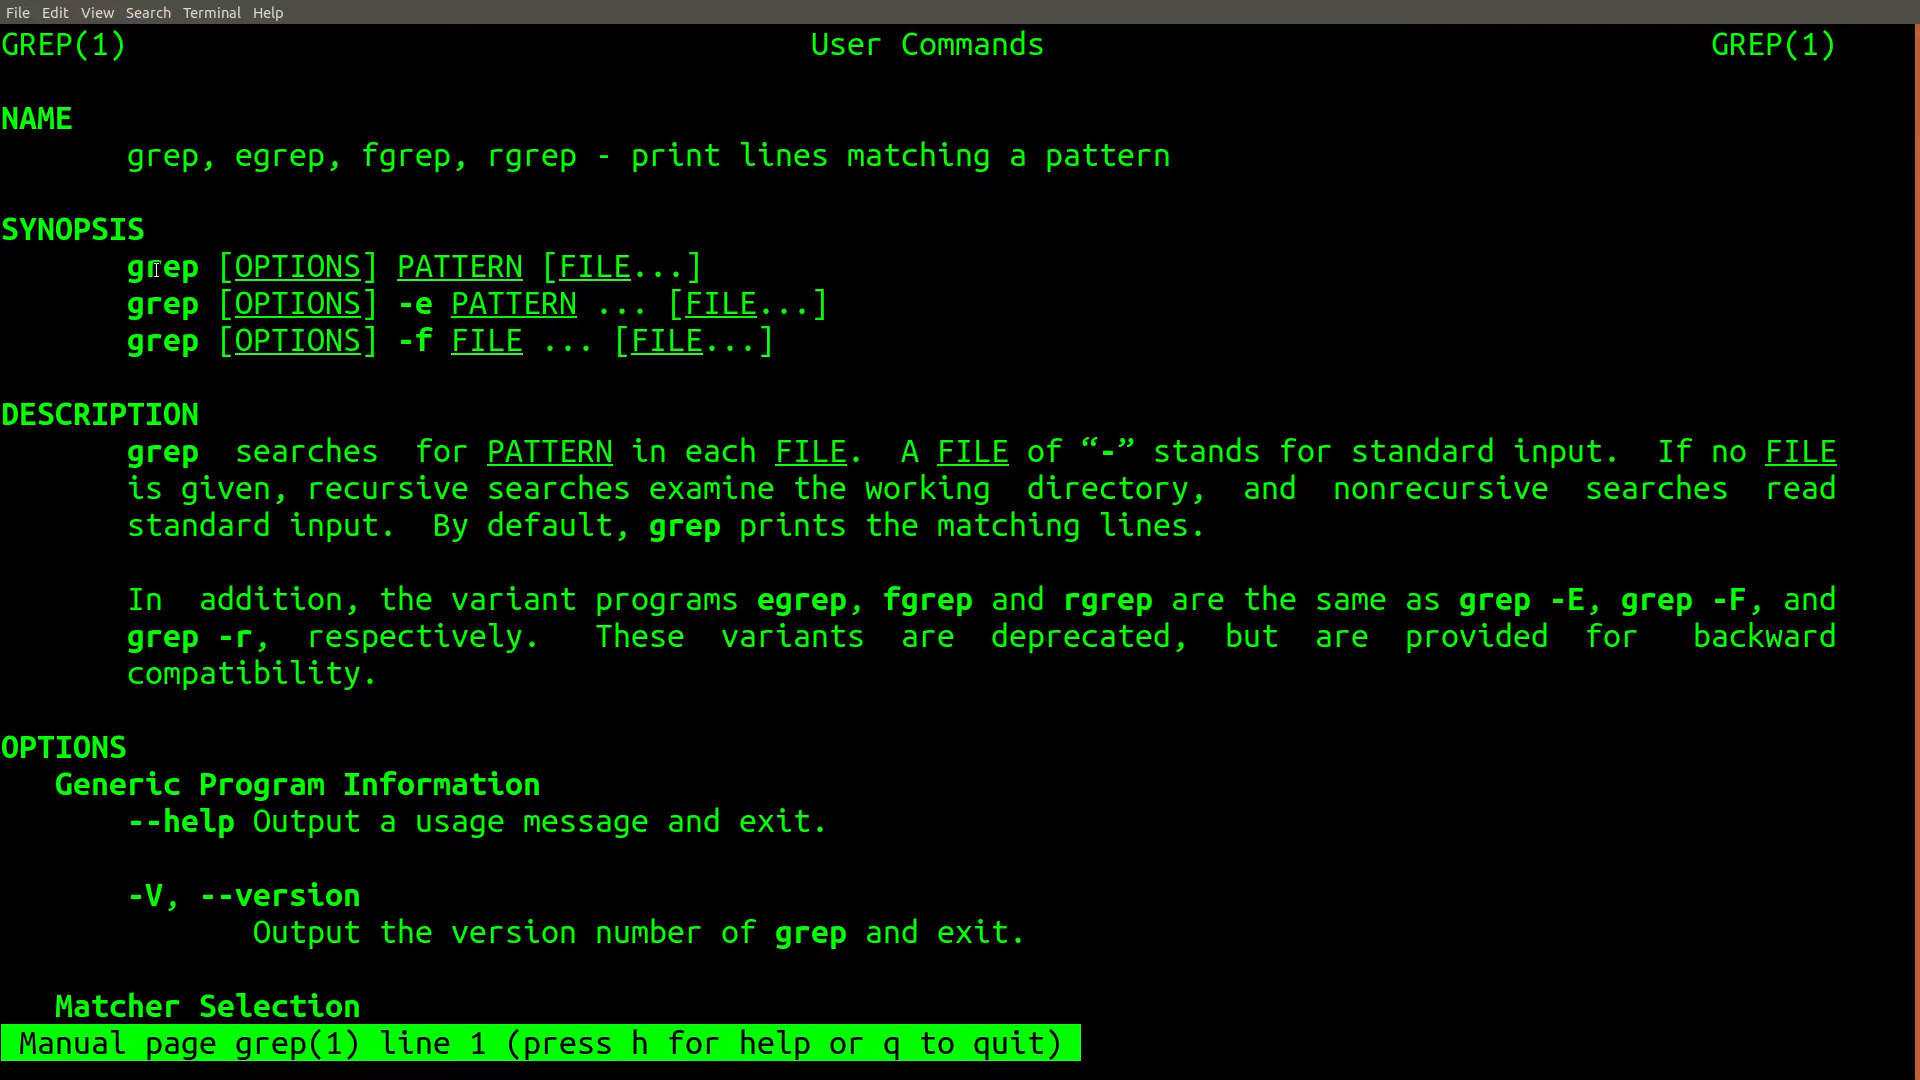 File Edit View Search Terminal Help
GREP(1) User Commands GREP(1)
NAME
grep, egrep, fgrep, rgrep - print lines matching a pattern
SYNOPSIS
grep [OPTIONS] PATTERN [FILE...]
grep [OPTIONS] -e PATTERN ... [FILE...]
grep [OPTIONS] -f FILE ... [FILE...]
DESCRIPTION
grep searches for PATTERN in each FILE. A FILE of “-” stands for standard input. If no FILE
is given, recursive searches examine the working directory, and nonrecursive searches read
standard input. By default, grep prints the matching lines.
In addition, the variant programs egrep, fgrep and rgrep are the same as grep -E, grep -F, and
grep -r, respectively. These variants are deprecated, but are provided for backward
compatibility.
OPTIONS
Generic Program Information
--help Output a usage message and exit.
-V, --version
Output the version number of grep and exit.
Matcher Selection
Manual page grep(1) line 1 (press h for help or q to quit)